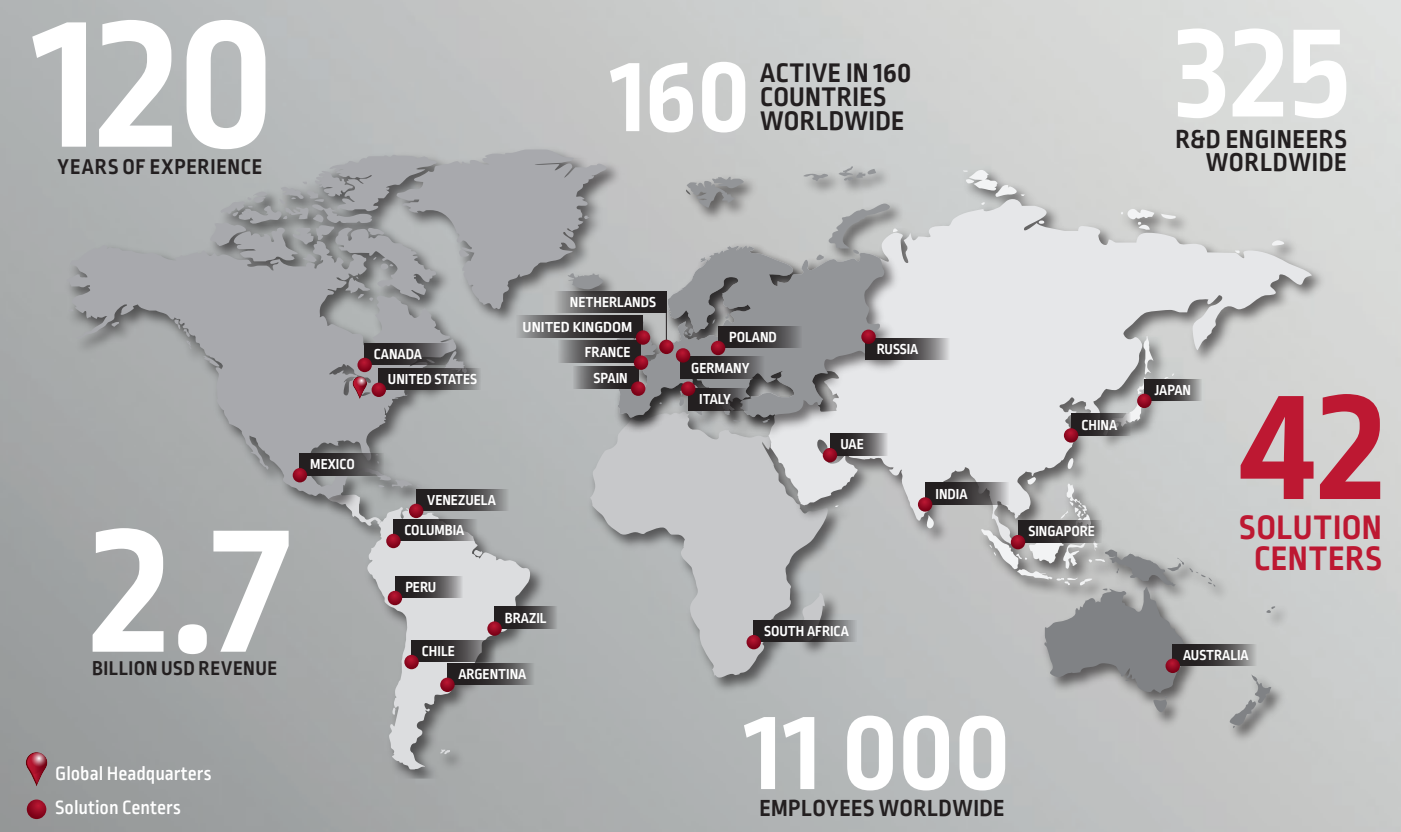 120
YEARS OF EXPERIENCE
160
ACTIVE IN 160
COUNTRIES
WORLDWIDE
325
R&D ENGINEERS
WORLDWIDE
NETHERLANDS
UNITED KINGDOM
FRANCE
SPAIN
POLAND
GERMANY
ITALY
RUSSIA
CANADA
UNITED STATES
MEXICO
VENEZUELA
COLUMBIA
PERU
BRAZIL
CHILE
ARGENTINA
UAE
INDIA
SINGAPORE
CHINA
JAPAN
SOUTH AFRICA
AUSTRALIA
42
SOLUTION
CENTERS
2.7
BILLION USD REVENUE
11 000
EMPLOYEES WORLDWIDE
Global Headquarters
Solution Centers